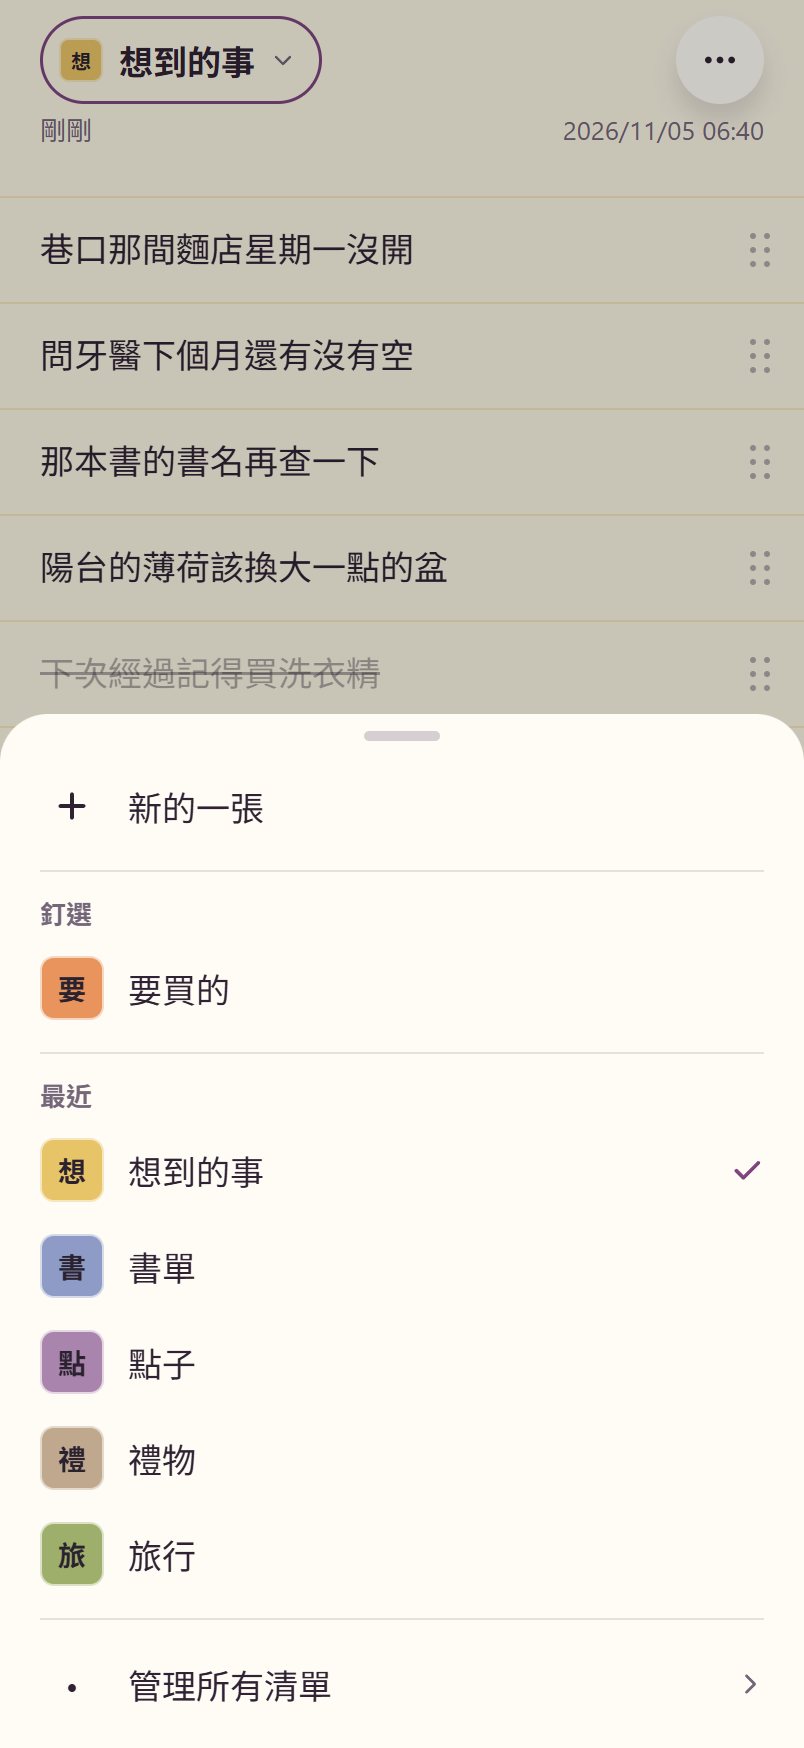 想 想到的事
剛剛 2026/11/05 06:40
巷口那間麵店星期一沒開
問牙醫下個月還有沒有空
那本書的書名再查一下
陽台的薄荷該換大一點的盆
下次經過記得買洗衣精
新的一張
釘選
要 要買的
最近
想 想到的事
書 書單
點 點子
禮 禮物
旅 旅行
管理所有清單